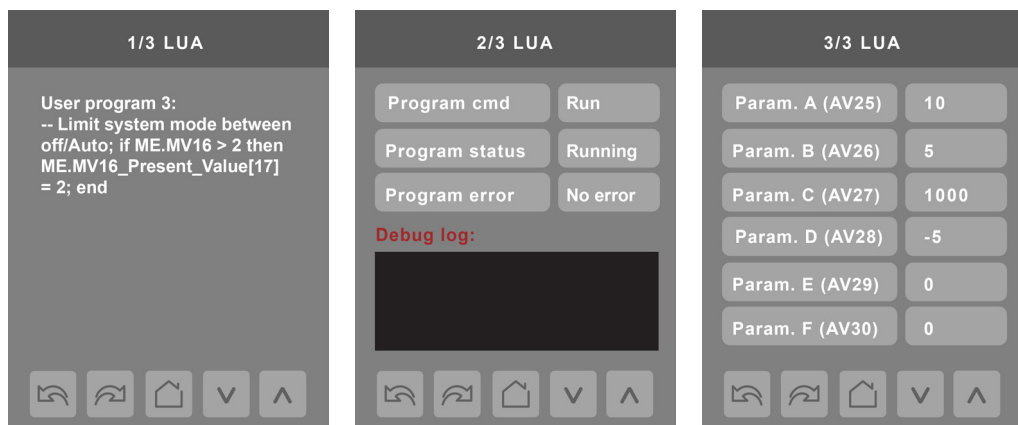 1/3 LUA
User program 3:
-- Limit system mode between
off/Auto; if ME.MV16 > 2 then
ME.MV16_Present_Value[17]
= 2; end
2/3 LUA
Program cmd Run
Program status Running
Program error No error
Debug log:
3/3 LUA
Param. A (AV25) 10
Param. B (AV26) 5
Param. C (AV27) 1000
Param. D (AV28) -5
Param. E (AV29) 0
Param. F (AV30) 0